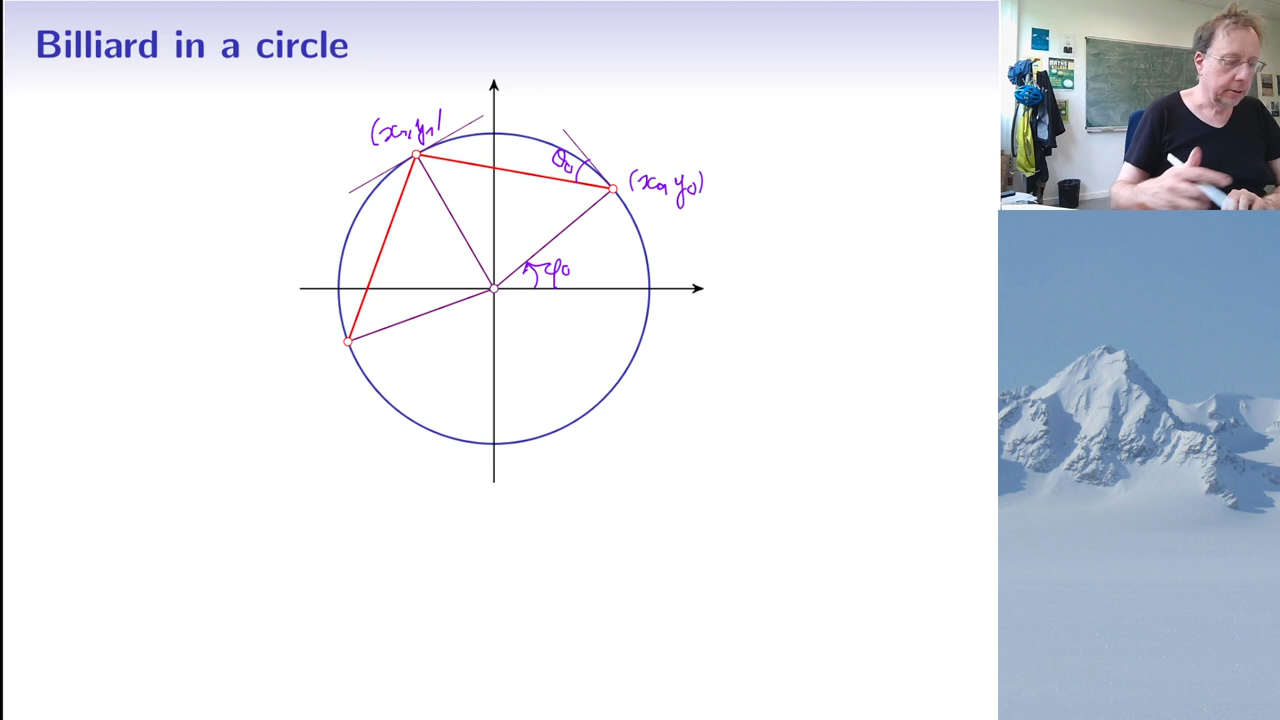 Billiard in a circle
(x₁, y₁)
θ₀
(x₀, y₀)
φ₀